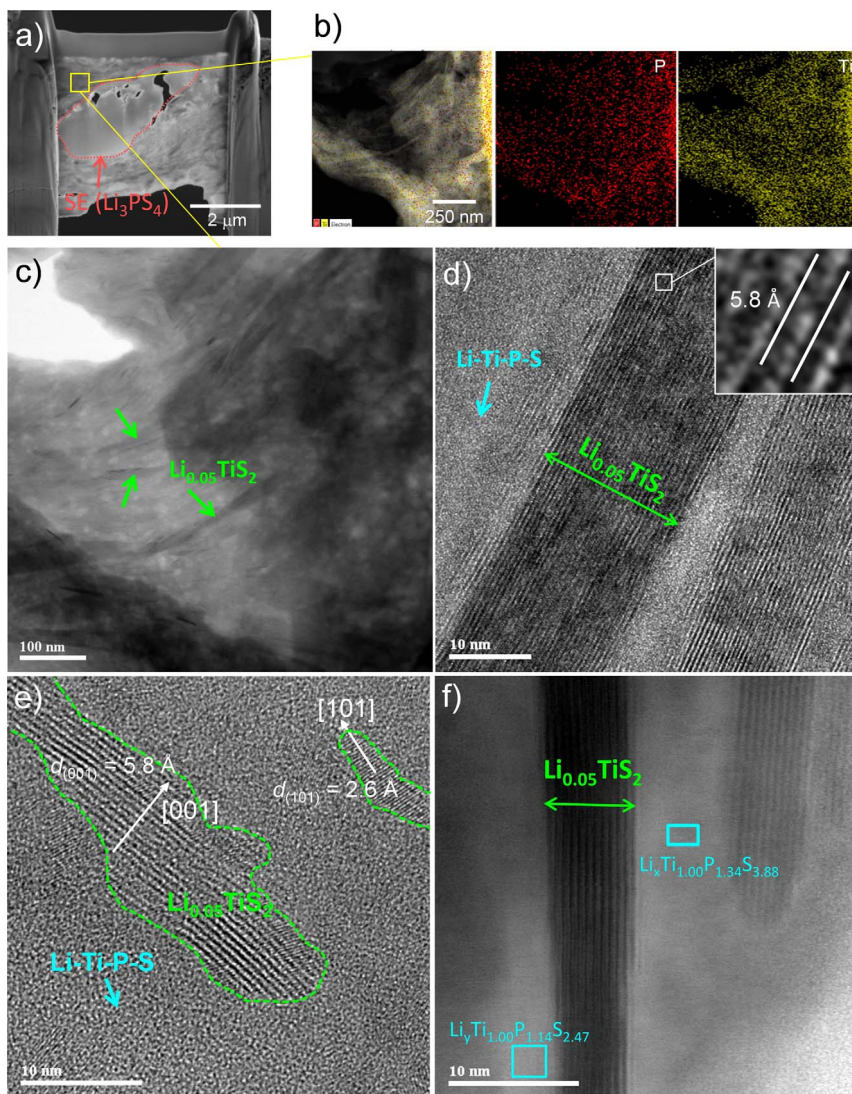 a)
SE (Li₃PS₄)
2 μm
b)
Electron
250 nm
P
Ti
c)
Li₀.₀₅TiS₂
100 nm
d)
5.8 Å
Li-Ti-P-S
Li₀.₀₅TiS₂
10 nm
e)
[101]
d₍₀₀₁₎ = 5.8 Å
d₍₁₀₁₎ = 2.6 Å
[001]
Li₀.₀₅TiS₂
Li-Ti-P-S
10 nm
f)
Li₀.₀₅TiS₂
LiₓTi₁.₀₀P₁.₃₄S₃.₈₈
LiyTi₁.₀₀P₁.₁₄S₂.₄₇
10 nm